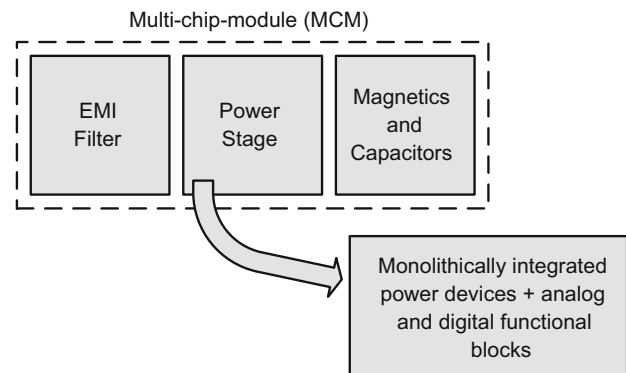 Multi-chip-module (MCM)
EMI
Filter
Power
Stage
Magnetics
and
Capacitors
Monolithically integrated
power devices + analog
and digital functional
blocks